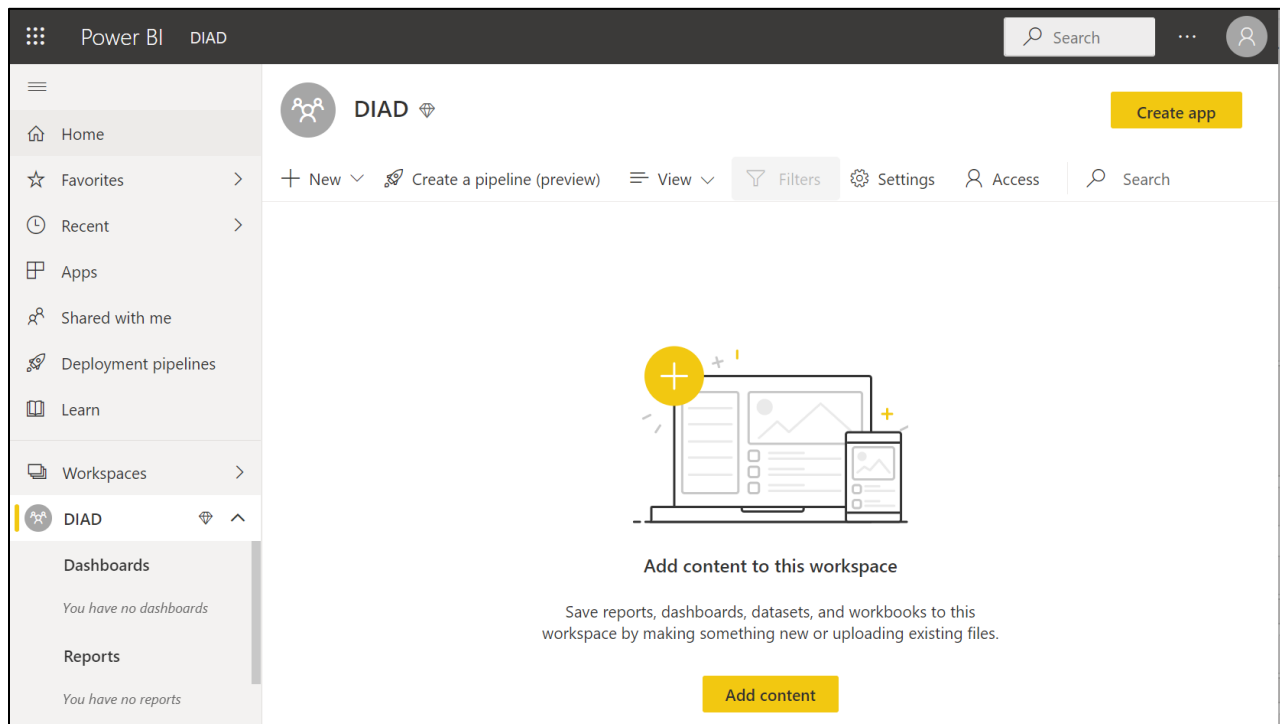 Power BI DIAD
Search
Home
Favorites
Recent
Apps
Shared with me
Deployment pipelines
Learn
Workspaces
DIAD
Dashboards
You have no dashboards
Reports
You have no reports
DIAD
Create app
New
Create a pipeline (preview)
View
Filters
Settings
Access
Search
Add content to this workspace
Save reports, dashboards, datasets, and workbooks to this
workspace by making something new or uploading existing files.
Add content